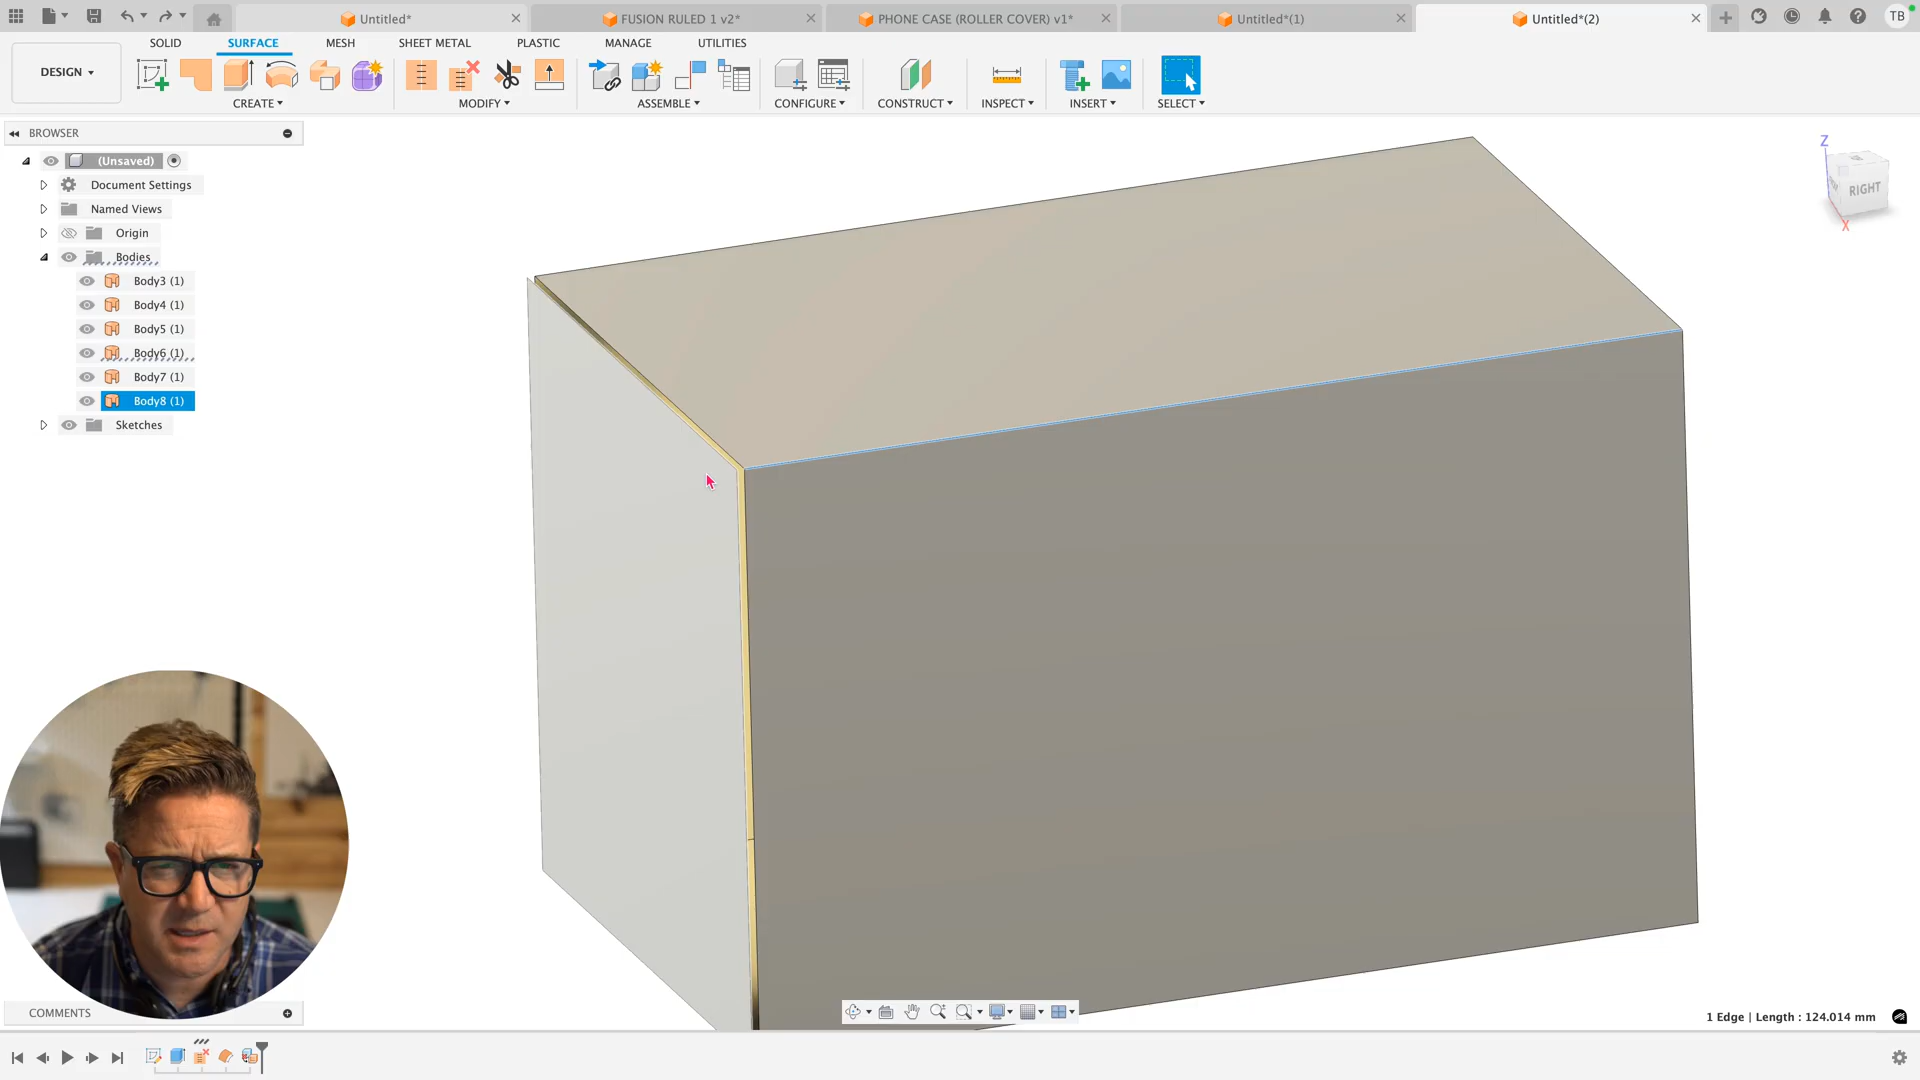 Untitled*
FUSION RULED 1 v2*
PHONE CASE (ROLLER COVER) v1*
Untitled*(1)
Untitled*(2)
TB
SOLID
SURFACE
MESH
SHEET METAL
PLASTIC
MANAGE
UTILITIES
DESIGN
CREATE
MODIFY
ASSEMBLE
CONFIGURE
CONSTRUCT
INSPECT
INSERT
SELECT
BROWSER
(Unsaved)
Document Settings
Named Views
Origin
Bodies
Body3 (1)
Body4 (1)
Body5 (1)
Body6 (1)
Body7 (1)
Body8 (1)
Sketches
Z
RIGHT
X
COMMENTS
1 Edge | Length : 124.014 mm